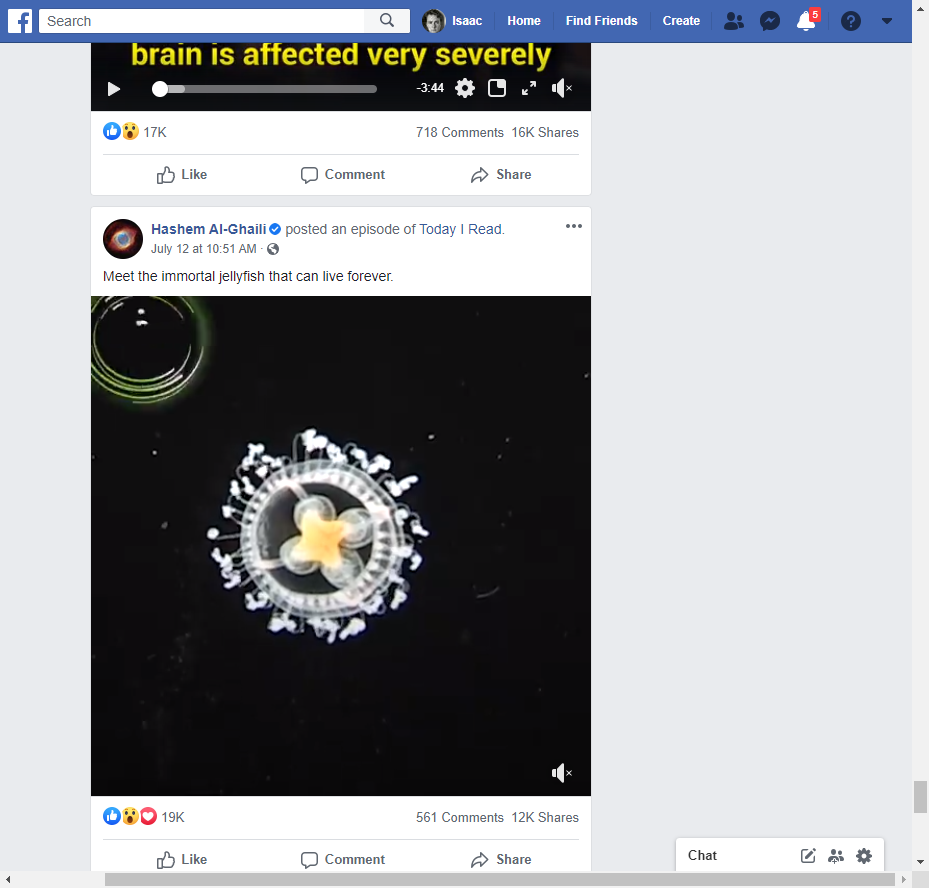 Search
Isaac
Home
Find Friends
Create
5
brain is affected very severely
-3:44
17K
718 Comments 16K Shares
Like
Comment
Share
Hashem Al-Ghaili posted an episode of Today I Read.
July 12 at 10:51 AM ·
Meet the immortal jellyfish that can live forever.
19K
561 Comments 12K Shares
Like
Comment
Share
Chat